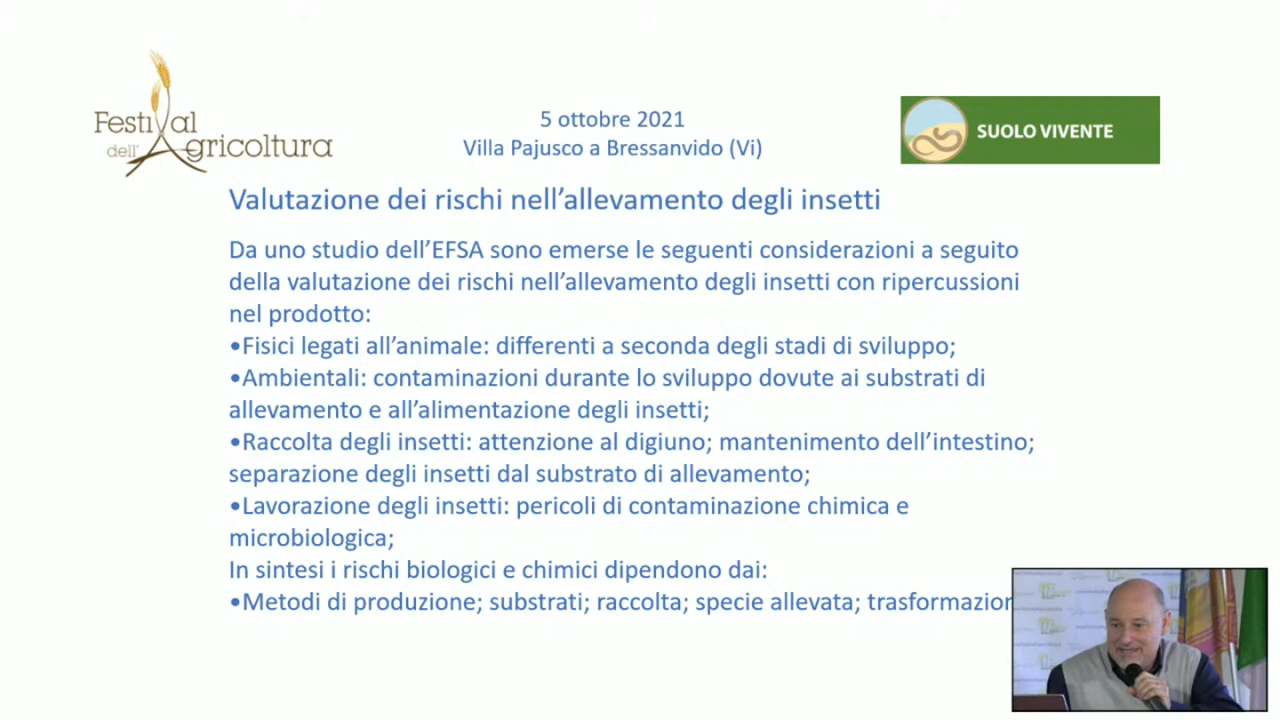 Festival
dell'Agricoltura
5 ottobre 2021
Villa Pajusco a Bressanvido (Vi)
SUOLO VIVENTE
Valutazione dei rischi nell’allevamento degli insetti
Da uno studio dell’EFSA sono emerse le seguenti considerazioni a seguito
della valutazione dei rischi nell’allevamento degli insetti con ripercussioni
nel prodotto:
•Fisici legati all’animale: differenti a seconda degli stadi di sviluppo;
•Ambientali: contaminazioni durante lo sviluppo dovute ai substrati di
allevamento e all’alimentazione degli insetti;
•Raccolta degli insetti: attenzione al digiuno; mantenimento dell’intestino;
separazione degli insetti dal substrato di allevamento;
•Lavorazione degli insetti: pericoli di contaminazione chimica e
microbiologica;
In sintesi i rischi biologici e chimici dipendono dai:
•Metodi di produzione; substrati; raccolta; specie allevata; trasformazion